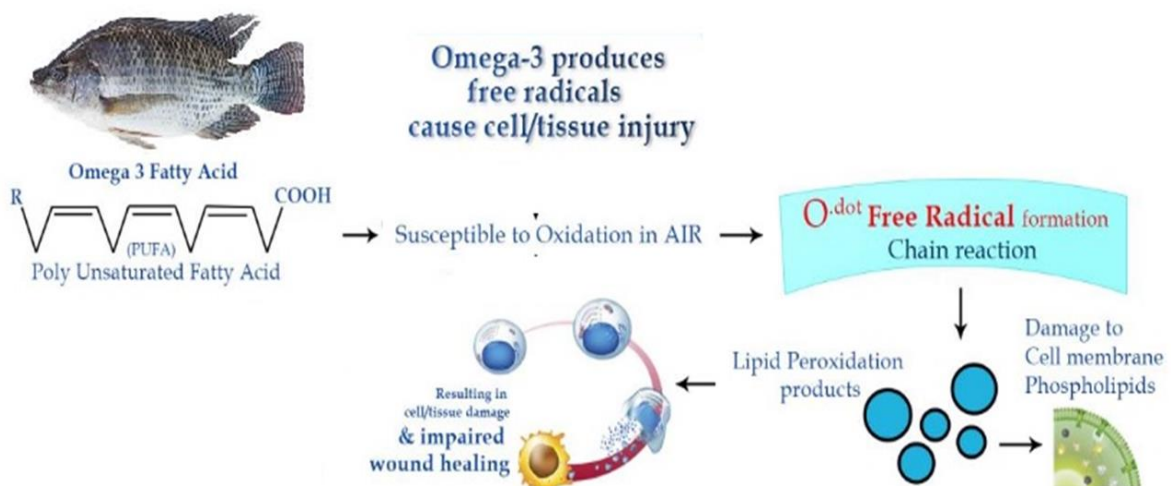 Omega-3 produces
free radicals
cause cell/tissue injury
Omega 3 Fatty Acid
R
COOH
(PUFA)
Poly Unsaturated Fatty Acid
Susceptible to Oxidation in AIR
O.dot Free Radical formation
Chain reaction
Damage to
Cell membrane
Phospholipids
Lipid Peroxidation
products
Resulting in
cell/tissue damage
& impaired
wound healing